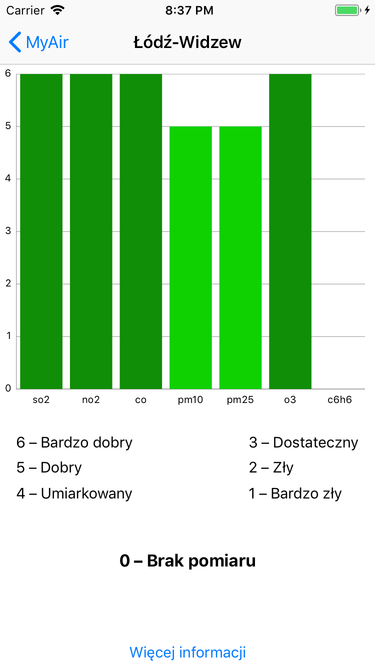 Carrier 8:37 PM
MyAir Łódź-Widzew
6
5
4
3
2
1
0
so2 no2 co pm10 pm25 o3 c6h6
6 – Bardzo dobry 3 – Dostateczny
5 – Dobry 2 – Zły
4 – Umiarkowany 1 – Bardzo zły
0 – Brak pomiaru
Więcej informacji